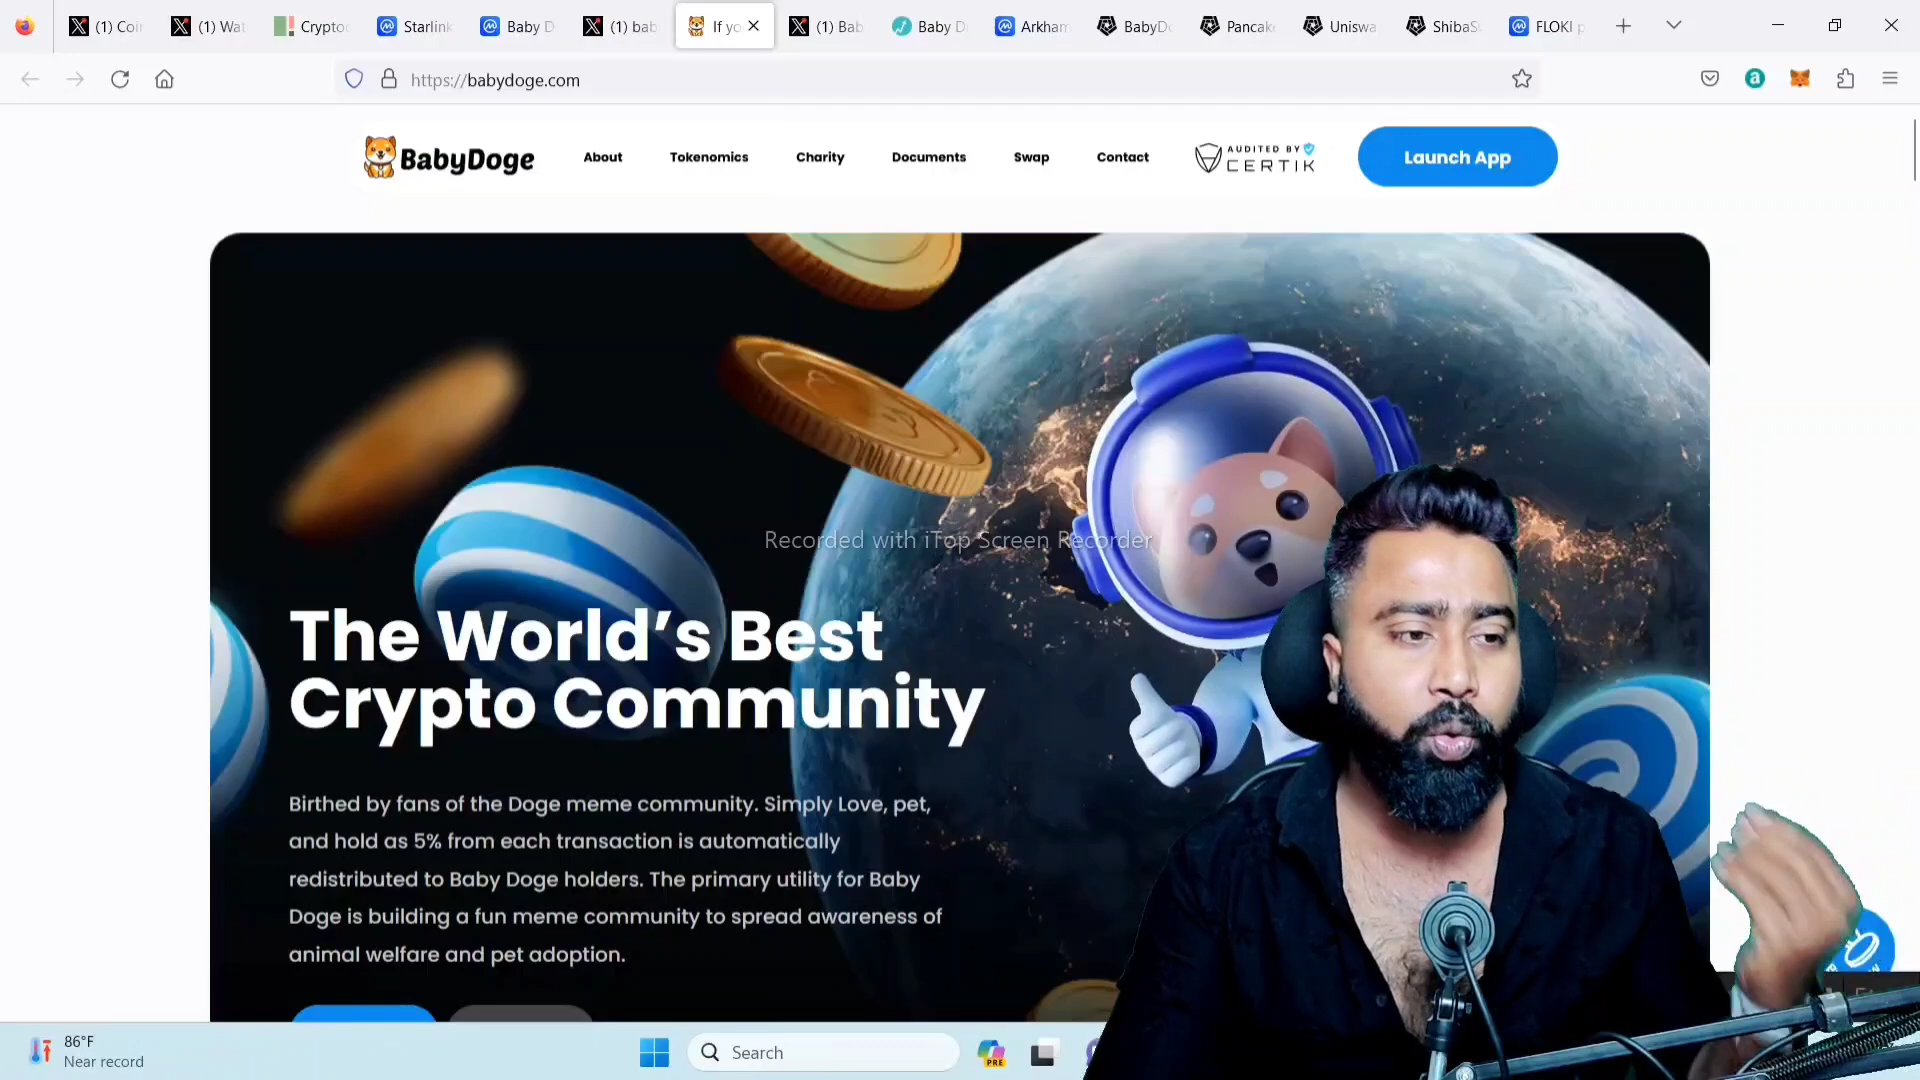 (1) Coi
(1) Wat
Crypto
Starlink
Baby D
(1) bab
If yo
(1) Bab
Baby D
Arkham
BabyDo
Pancak
Uniswa
ShibaS
FLOKI p
https://babydoge.com
BabyDoge
About
Tokenomics
Charity
Documents
Swap
Contact
AUDITED BY
CERTIK
Launch App
Recorded with iTop Screen Recorder
The World's Best
Crypto Community
Birthed by fans of the Doge meme community. Simply Love, pet,
and hold as 5% from each transaction is automatically
redistributed to Baby Doge holders. The primary utility for Baby
Doge is building a fun meme community to spread awareness of
animal welfare and pet adoption.
86°F
Near record
Search
PRE